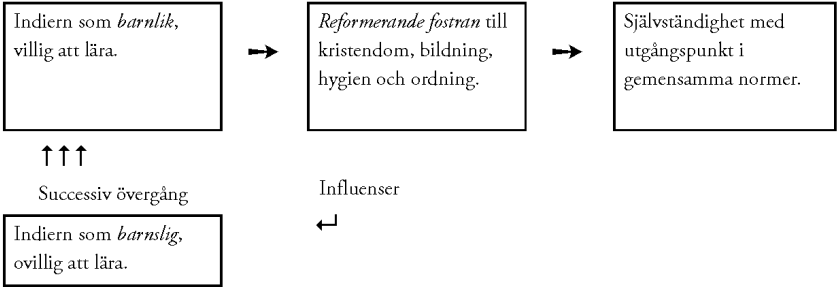 Indiern som barnlik,
villig att lära.
Reformerande fostran till
kristendom, bildning,
hygien och ordning.
Självständighet med
utgångspunkt i
gemensamma normer.
Successiv övergång
Influenser
Indiern som barnslig,
ovillig att lära.